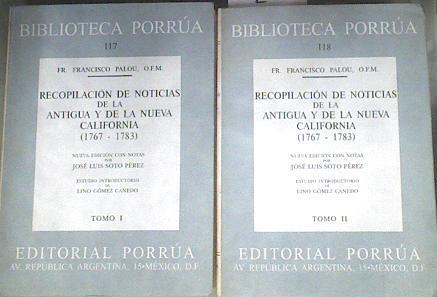 BIBLIOTECA PORRÚA
117
FR. FRANCISCO PALOU, O.F.M.
RECOPILACIÓN DE NOTICIAS
DE LA
ANTIGUA Y DE LA NUEVA
CALIFORNIA
(1767 - 1783)
NUEVA EDICIÓN CON NOTAS
POR
JOSÉ LUIS SOTO PÉREZ
ESTUDIO INTRODUCTORIO
DE
LINO GÓMEZ CANEDO
TOMO I
EDITORIAL PORRÚA
AV. REPÚBLICA ARGENTINA, 15•MÉXICO, D.F.
BIBLIOTECA PORRÚA
118
FR. FRANCISCO PALOU, O.F.M.
RECOPILACIÓN DE NOTICIAS
DE LA
ANTIGUA Y DE LA NUEVA
CALIFORNIA
(1767 - 1783)
NUEVA EDICIÓN CON NOTAS
POR
JOSÉ LUIS SOTO PÉREZ
ESTUDIO INTRODUCTORIO
DE
LINO GÓMEZ CANEDO
TOMO II
EDITORIAL PORRÚA
AV. REPÚBLICA ARGENTINA, 15•MÉXICO, D.F.